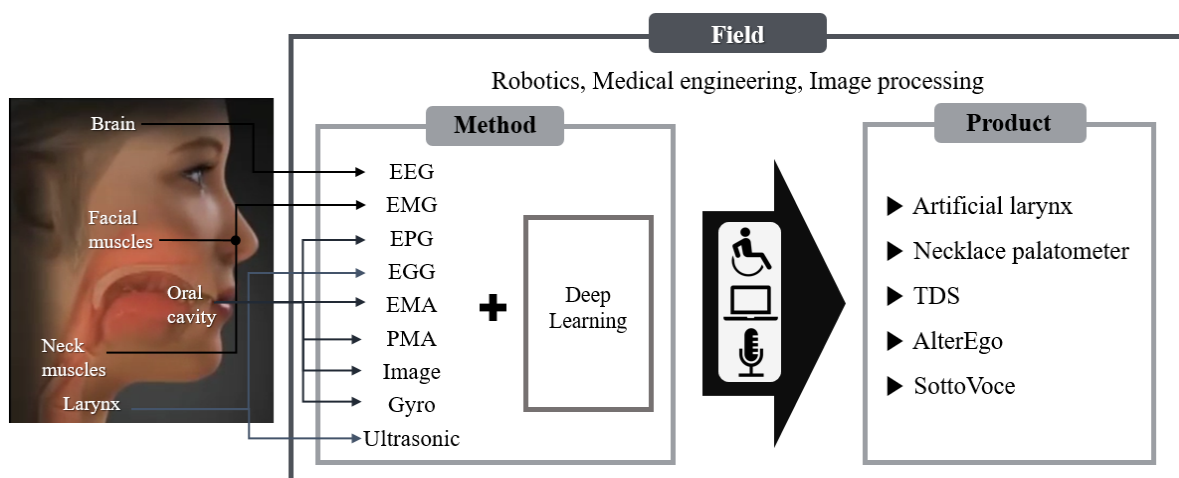 Field
Robotics, Medical engineering, Image processing
Brain
Facial
muscles
Oral
cavity
Neck
muscles
Larynx
Method
EEG
EMG
EPG
EGG
EMA
PMA
Image
Gyro
Ultrasonic
+
Deep
Learning
Product
▶ Artificial larynx
▶ Necklace palatometer
▶ TDS
▶ AlterEgo
▶ SottoVoce